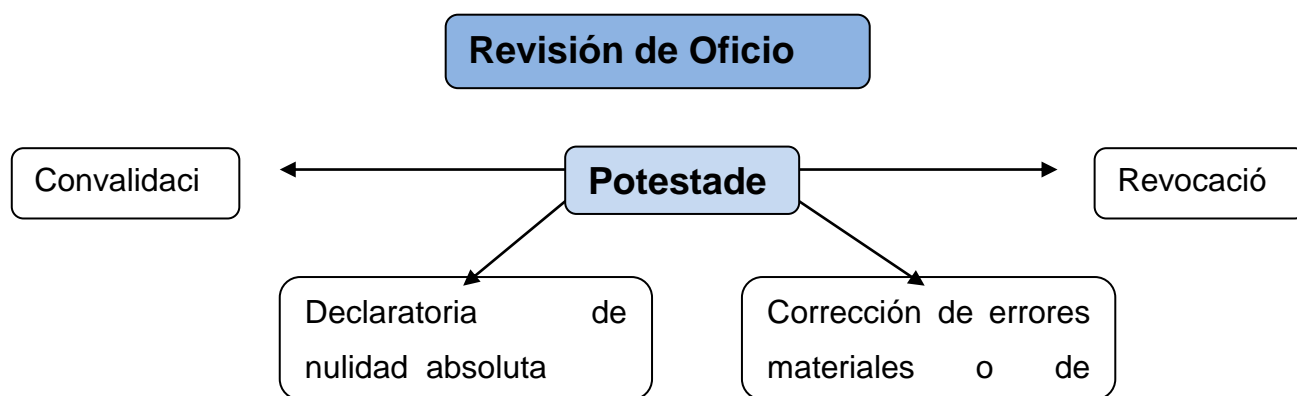 Revisión de Oficio
Convalidaci
Potestade
Revocació
Declaratoria de
nulidad absoluta
Corrección de errores
materiales o de